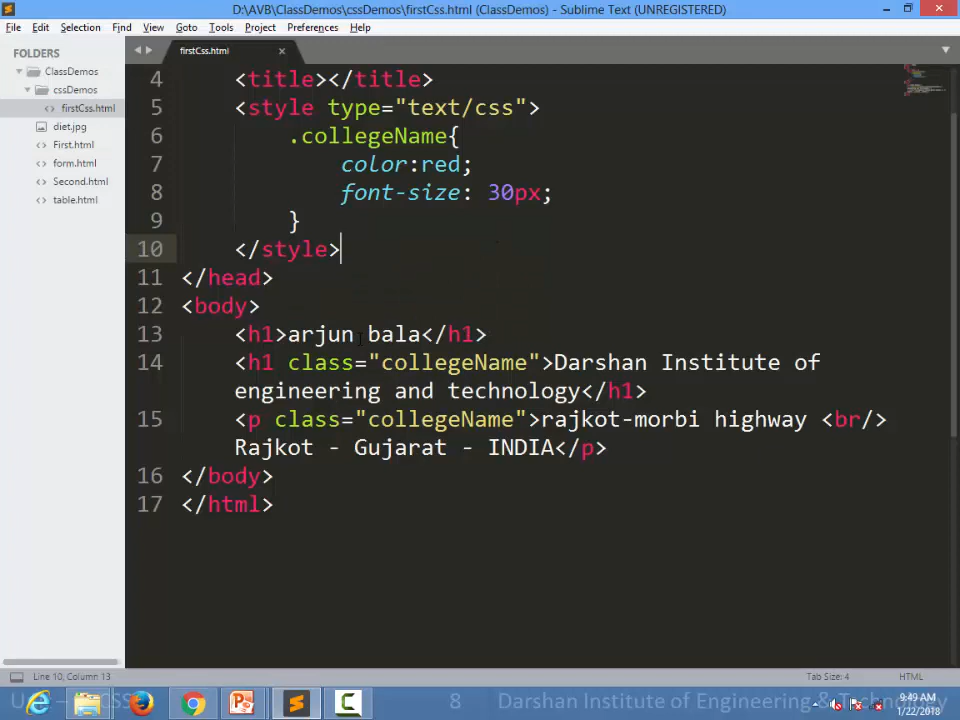 D:\AVB\ClassDemos\cssDemos\firstCss.html (ClassDemos) - Sublime Text (UNREGISTERED)
File Edit Selection Find View Goto Tools Project Preferences Help
FOLDERS
ClassDemos
cssDemos
firstCss.html
diet.jpg
First.html
form.html
Second.html
table.html
firstCss.html
4 <title></title>
5 <style type="text/css">
6 .collegeName{
7 color:red;
8 font-size: 30px;
9 }
10 </style>
11 </head>
12 <body>
13 <h1>arjun bala</h1>
14 <h1 class="collegeName">Darshan Institute of
engineering and technology</h1>
15 <p class="collegeName">rajkot-morbi highway <br/>
Rajkot - Gujarat - INDIA</p>
16 </body>
17 </html>
Line 10, Column 13
Tab Size: 4
HTML
8 Darshan Institute of Engineering & Technology
9:49 AM
1/22/2018